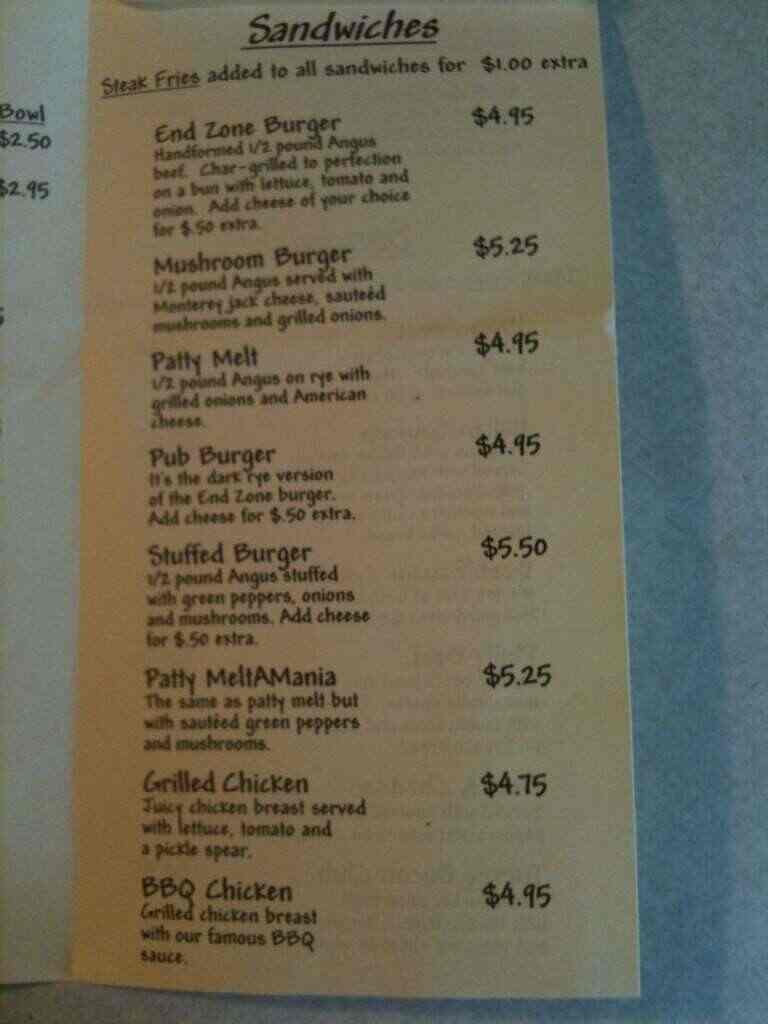 Bowl
$2.50
$2.95
Sandwiches
Steak Fries added to all sandwiches for $1.00 extra
End Zone Burger $4.95
Handformed 1/2 pound Angus
beef. Char-grilled to perfection
on a bun with lettuce, tomato and
onion. Add cheese of your choice
for $.50 extra.
Mushroom Burger $5.25
1/2 pound Angus served with
Monterey jack cheese, sauteéd
mushrooms and grilled onions.
Patty Melt $4.95
1/2 pound Angus on rye with
grilled onions and American
cheese.
Pub Burger $4.95
It's the dark rye version
of the End Zone burger.
Add cheese for $.50 extra.
Stuffed Burger $5.50
1/2 pound Angus stuffed
with green peppers, onions
and mushrooms. Add cheese
for $.50 extra.
Patty MeltAMania $5.25
The same as patty melt but
with sautéed green peppers
and mushrooms.
Grilled Chicken $4.75
Juicy chicken breast served
with lettuce, tomato and
a pickle spear.
BBQ Chicken $4.95
Grilled chicken breast
with our famous BBQ
sauce.